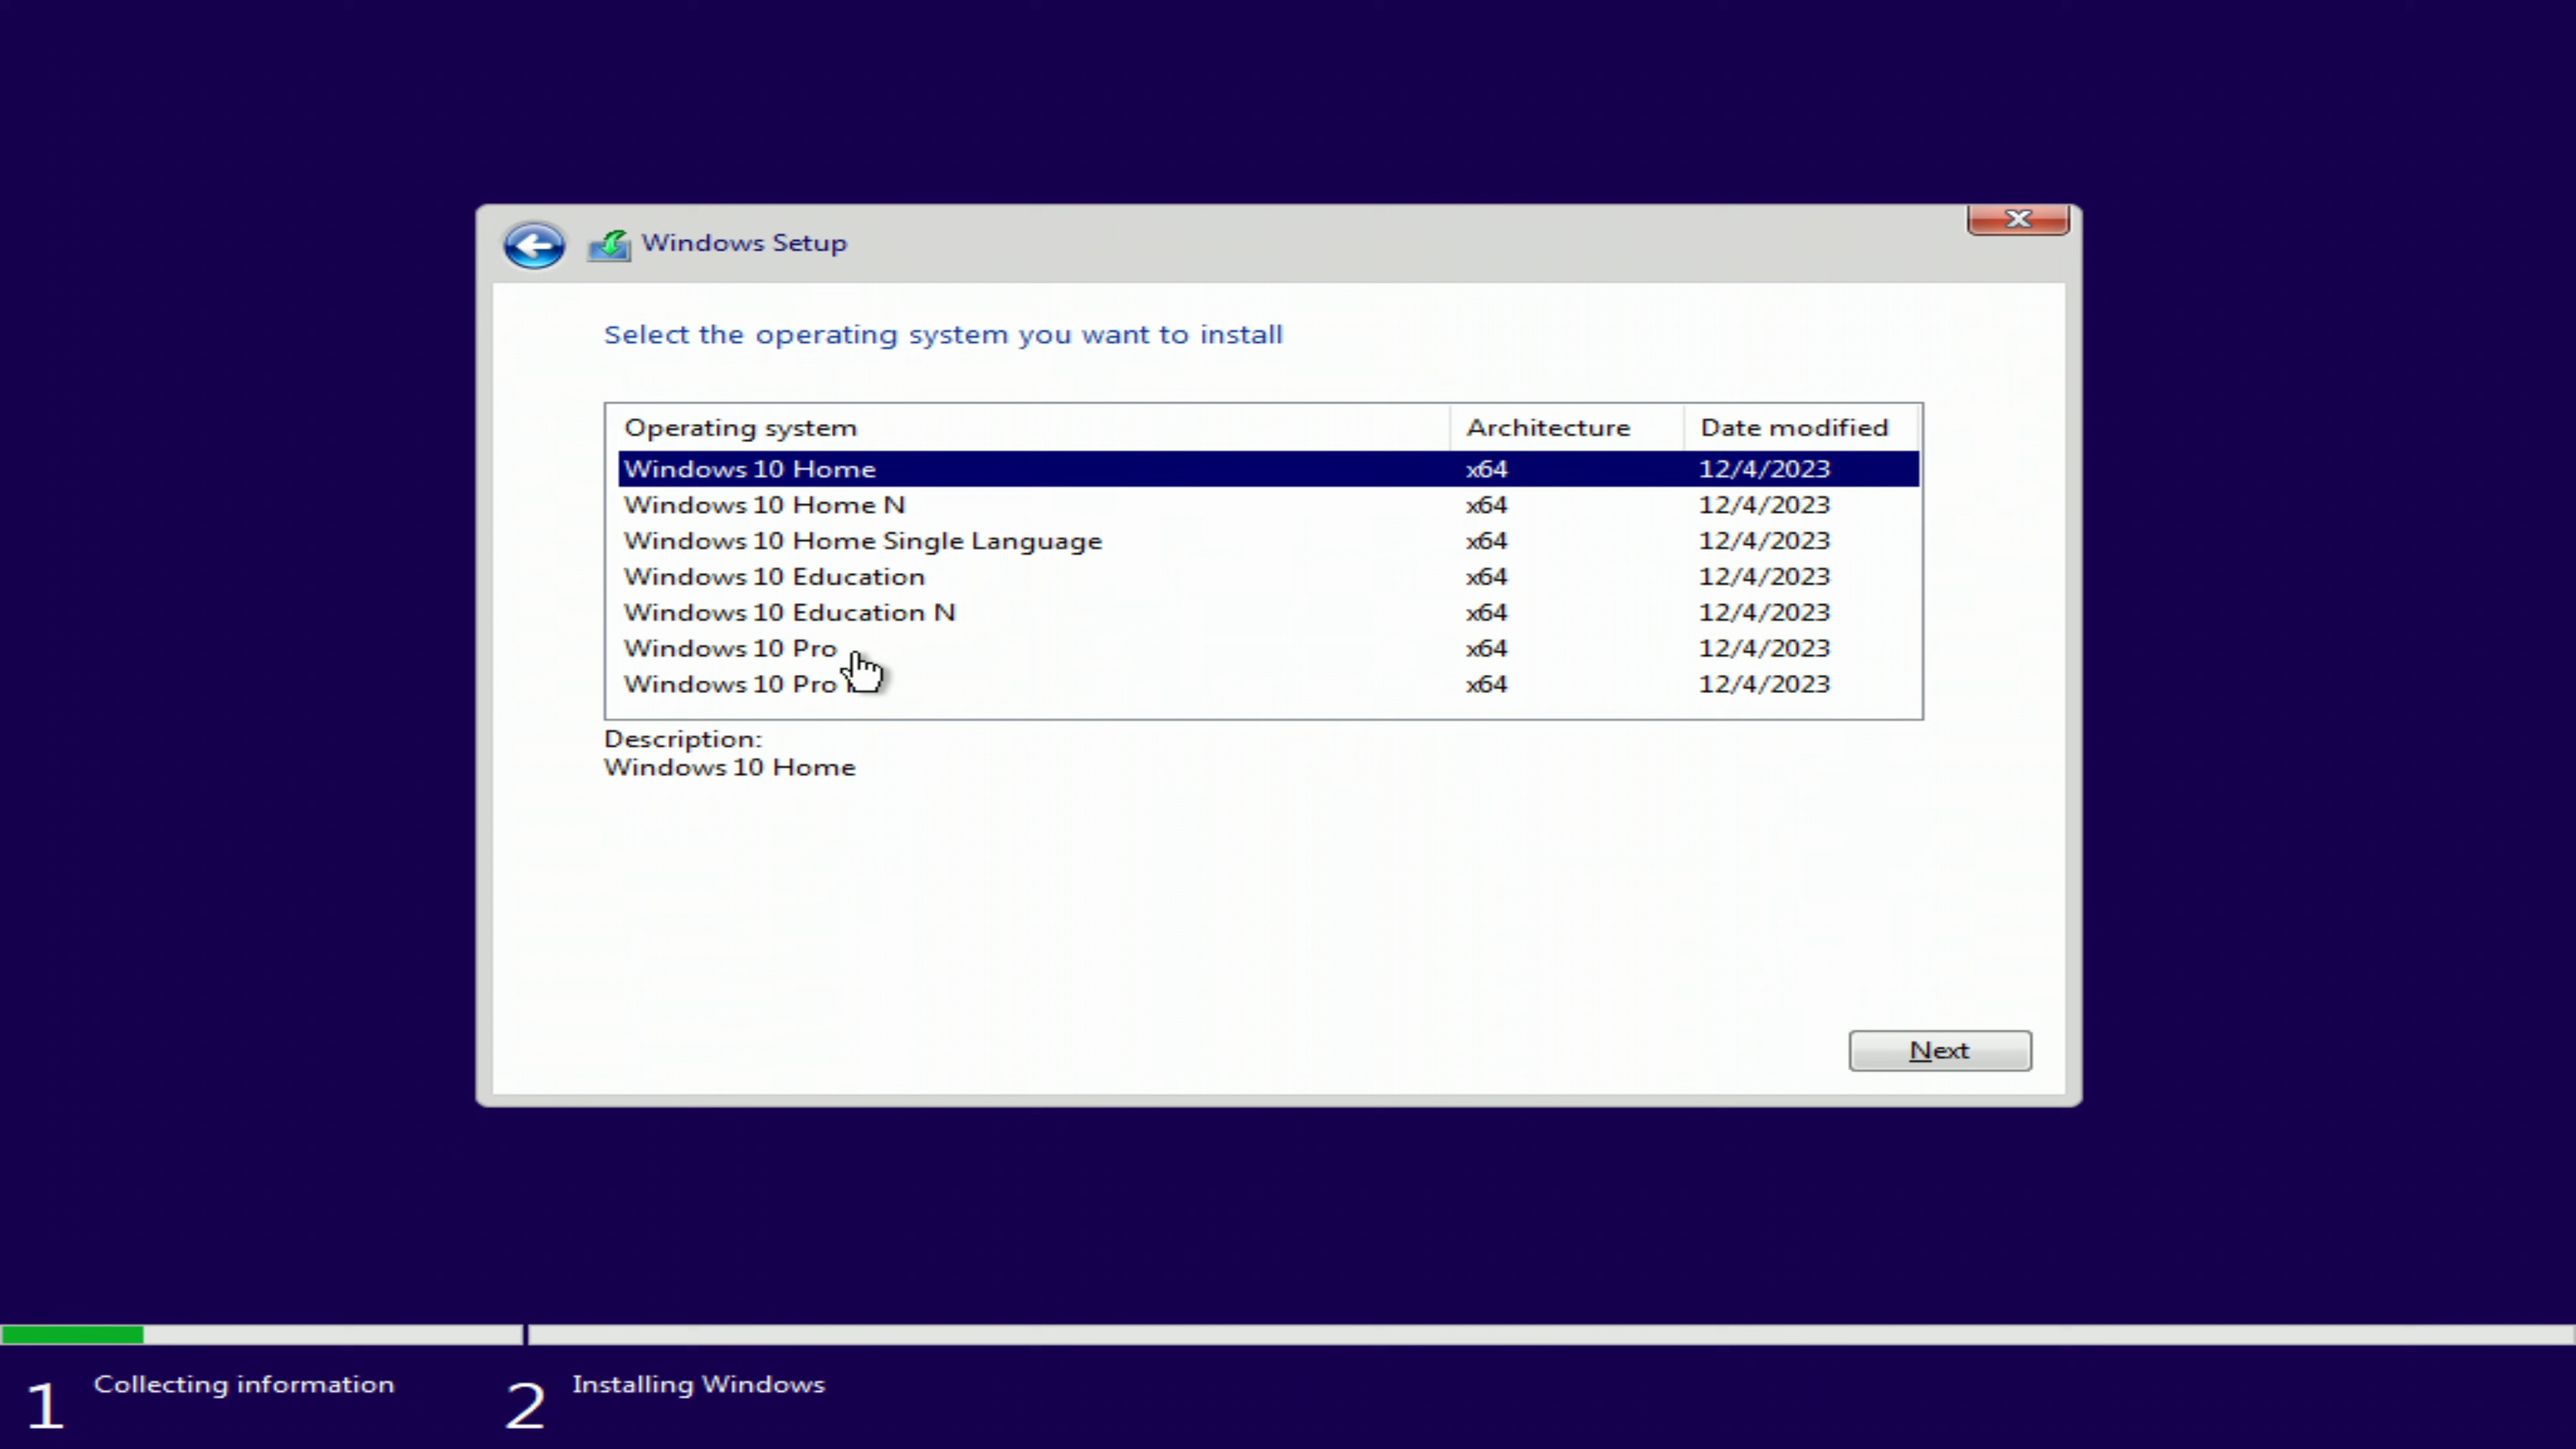 Windows Setup
Select the operating system you want to install
Operating system Architecture Date modified
Windows 10 Home x64 12/4/2023
Windows 10 Home N x64 12/4/2023
Windows 10 Home Single Language x64 12/4/2023
Windows 10 Education x64 12/4/2023
Windows 10 Education N x64 12/4/2023
Windows 10 Pro x64 12/4/2023
Windows 10 Pro x64 12/4/2023
Description:
Windows 10 Home
Next
1 Collecting information 2 Installing Windows